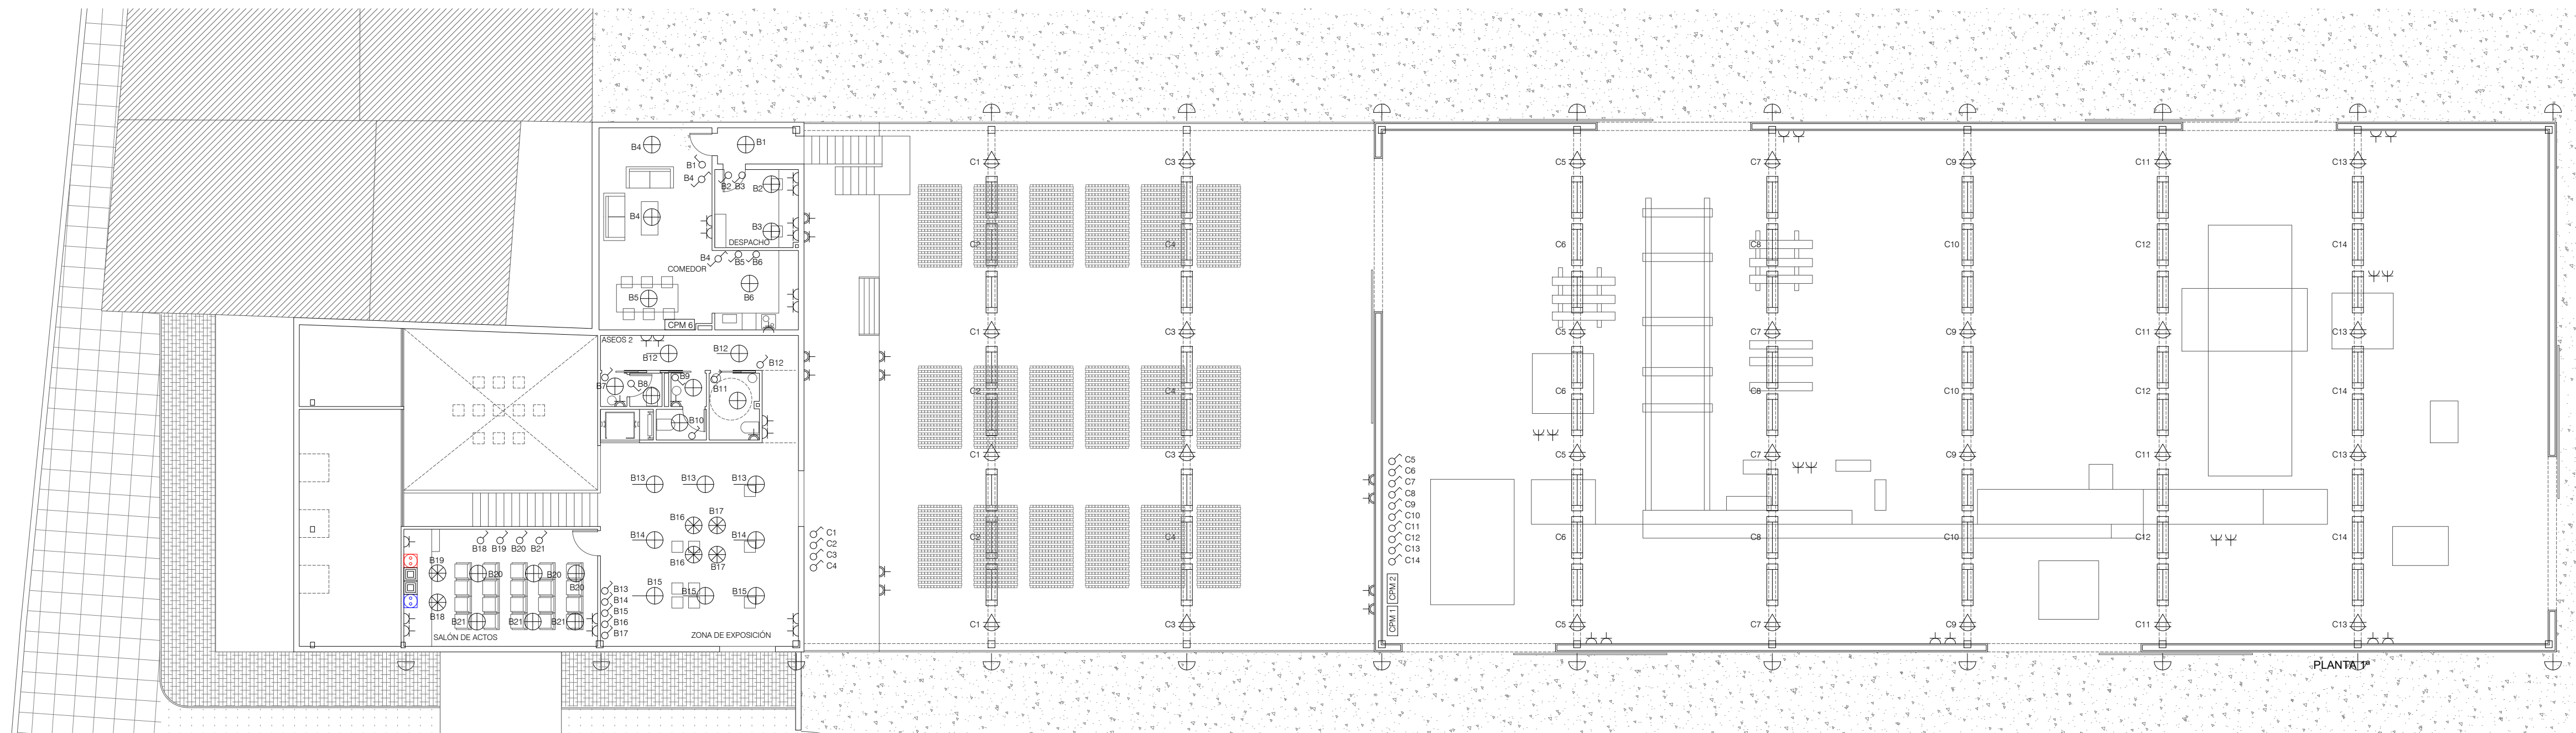 B4
B1
B1
B4
B2 B3
B2
B4
B3
DESPACHO
B4
B5 B6
COMEDOR
B6
B5
CPM 6
ASEOS 2
B12
B12
B12
B7
B8
B9
B11
B10
B13
B13
B13
B16
B17
B14
B14
B16
B17
B15
B15
B15
B18 B19 B20 B21
B19
B20
B20
B20
B18
B21
B21
B21
SALÓN DE ACTOS
B13
B14
B15
B16
B17
ZONA DE EXPOSICIÓN
C1
C2
C3
C4
C1
C3
C2
C4
C1
C3
C2
C4
C1
C3
C2
C4
C1
C3
C5
C6
C7
C8
C9
C10
C11
C12
C13
C14
CPM 2
CPM 1
C5
C7
C9
C11
C13
C6
C8
C10
C12
C14
C5
C7
C9
C11
C13
C6
C8
C10
C12
C14
C5
C7
C9
C11
C13
C6
C8
C10
C12
C14
C5
C7
C9
C11
C13
PLANTA 1ª